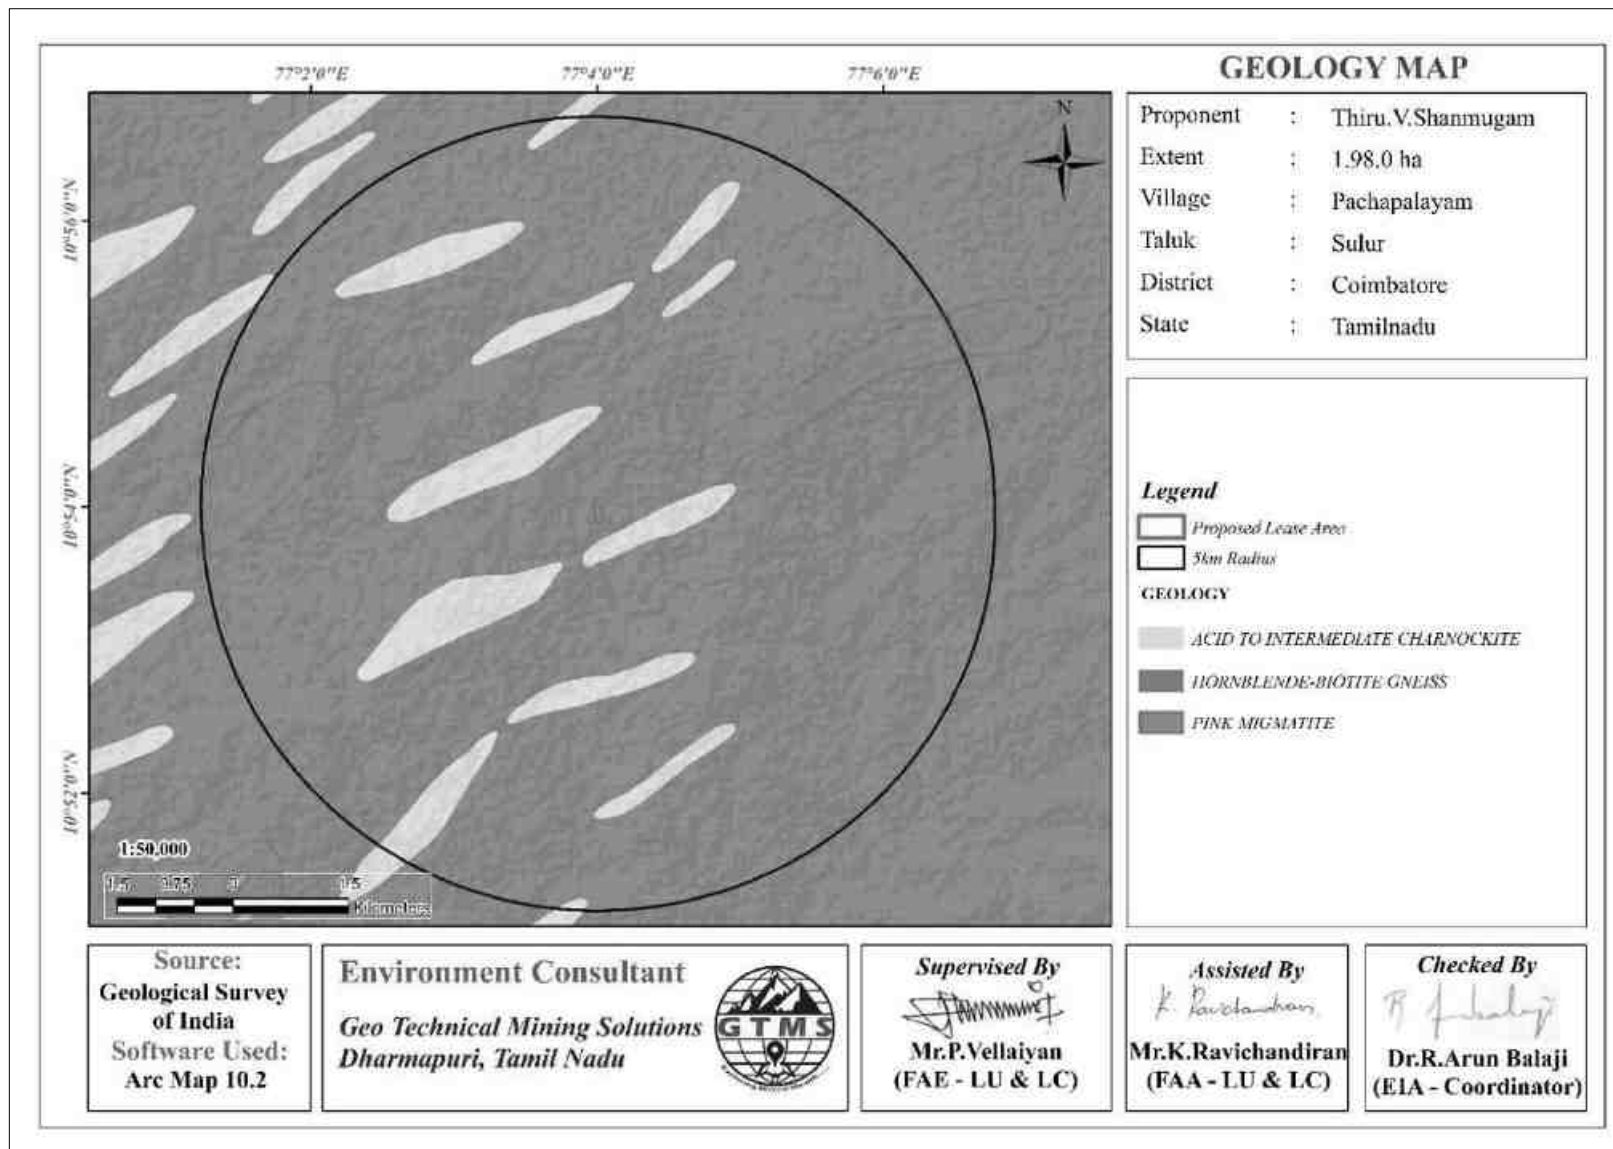 GEOLOGY MAP
77°2'0"E
77°4'0"E
77°6'0"E
10°56'0"N
10°54'0"N
10°52'0"N
N
Proponent : Thiru.V.Shanmugam
Extent : 1.98.0 ha
Village : Pachapalayam
Taluk : Sulur
District : Coimbatore
State : Tamilnadu
Legend
Proposed Lease Area
5km Radius
GEOLOGY
ACID TO INTERMEDIATE CHARNOCKITE
HORNBLENDE-BIOTITE GNEISS
PINK MIGMATITE
1:50,000
Kilometers
Source:
Geological Survey
of India
Software Used:
Arc Map 10.2
Environment Consultant
Geo Technical Mining Solutions
Dharmapuri, Tamil Nadu
GTMS
Supervised By
Mr.P.Vellaiyan
(FAE - LU & LC)
Assisted By
K. Ravichandran
Mr.K.Ravichandiran
(FAA - LU & LC)
Checked By
Dr.R.Arun Balaji
(EIA - Coordinator)